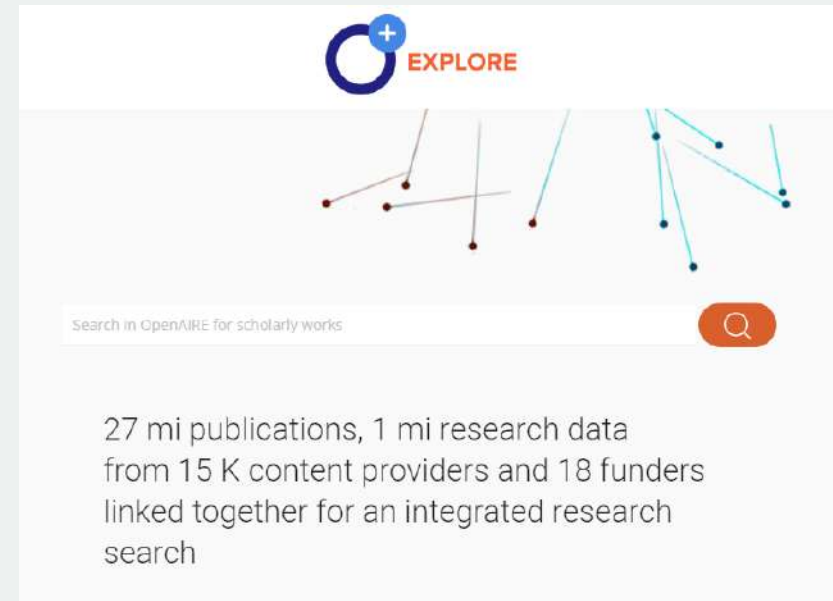 EXPLORE
Search in OpenAIRE for scholarly works
27 mi publications, 1 mi research data
from 15 K content providers and 18 funders
linked together for an integrated research
search